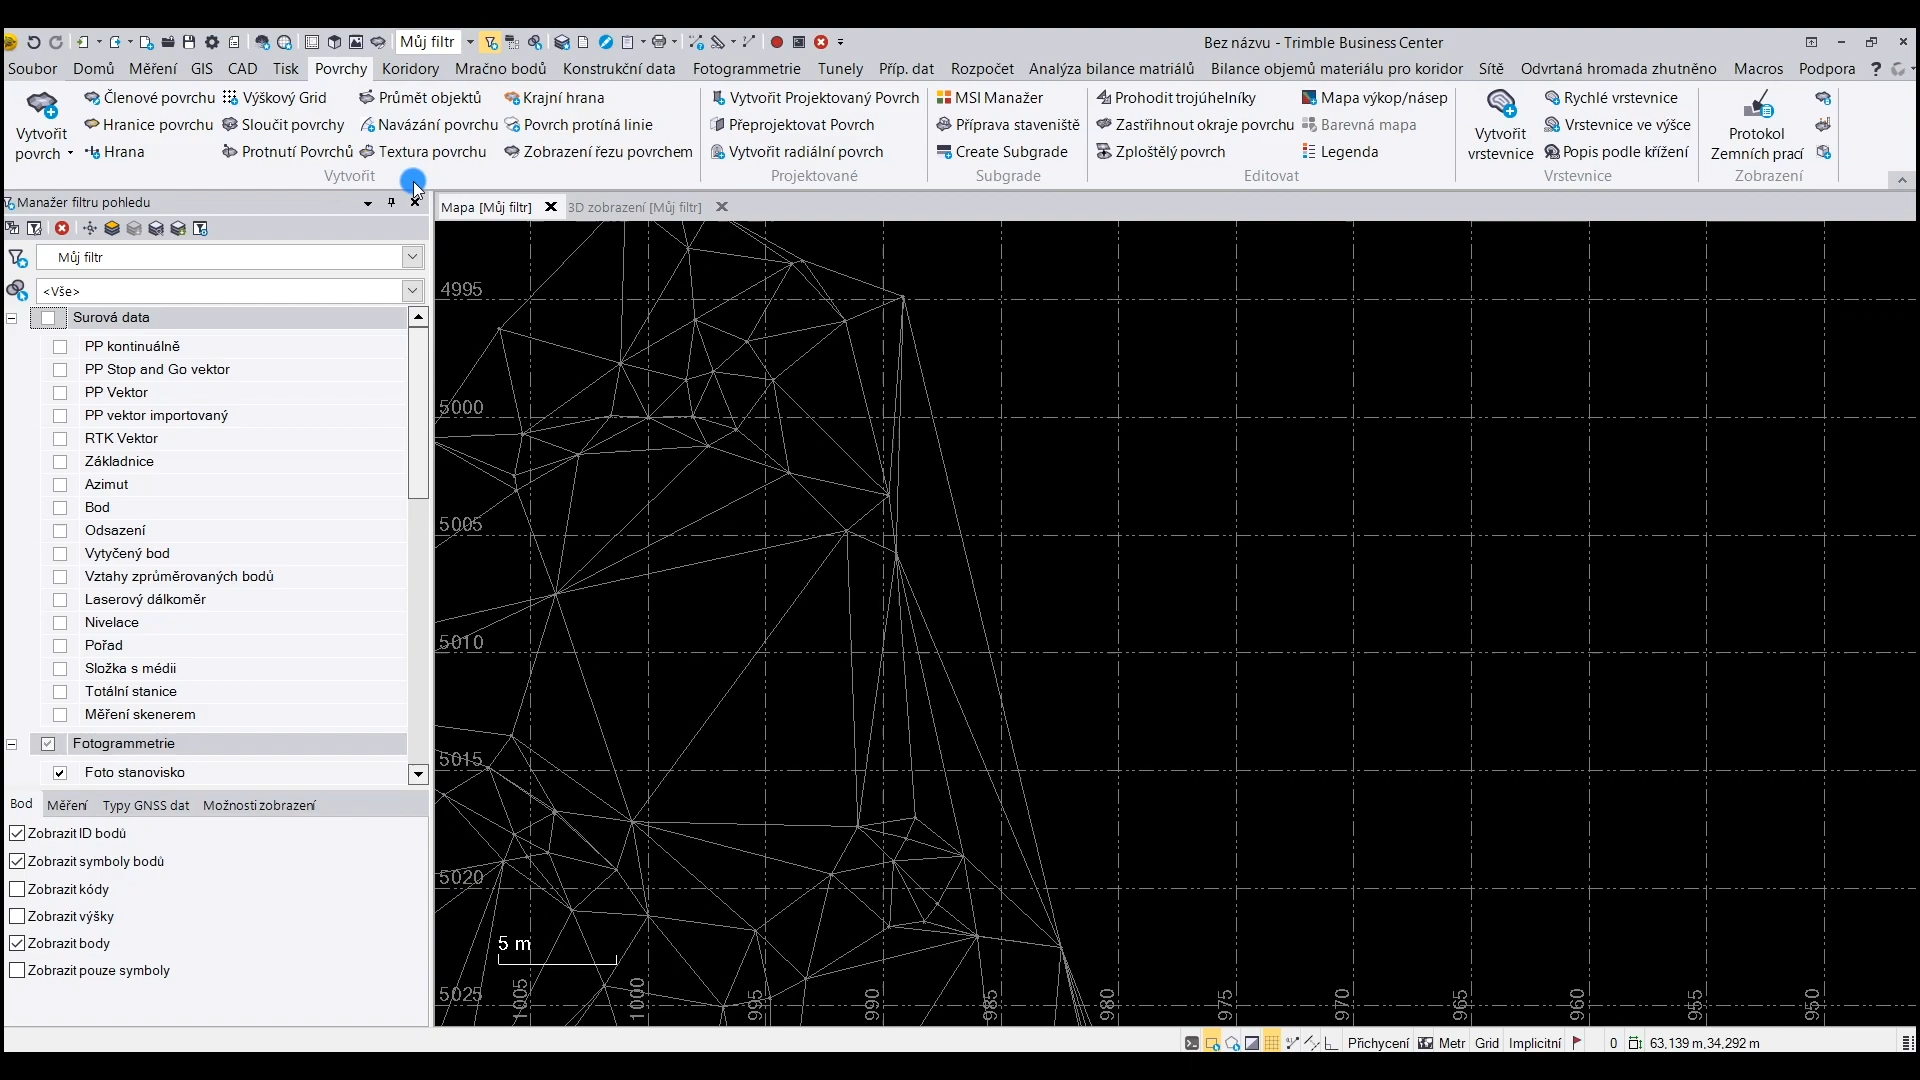 Můj filtr
Bez názvu - Trimble Business Center
Soubor Domů Měření GIS CAD Tisk Povrchy Koridory Mračno bodů Konstrukční data Fotogrammetrie Tunely Příp. dat Rozpočet Analýza bilance matriálů Bilance objemů materiálu pro koridor Sítě Odvrtaná hromada zhutněno Macros Podpora
Vytvořit povrch
Členové povrchu
Hranice povrchu
Hrana
Výškový Grid
Sloučit povrchy
Protnutí Povrchů
Průmět objektů
Navázání povrchu
Textura povrchu
Krajní hrana
Povrch protíná linie
Zobrazení řezu povrchem
Vytvořit
Vytvořit Projektovaný Povrch
Přeprojektovat Povrch
Vytvořit radiální povrch
Projektované
MSI Manažer
Příprava staveniště
Create Subgrade
Subgrade
Prohodit trojúhelníky
Zastřihnout okraje povrchu
Zploštělý povrch
Mapa výkop/násep
Barevná mapa
Legenda
Editovat
Vytvořit vrstevnice
Rychlé vrstevnice
Vrstevnice ve výšce
Popis podle křížení
Vrstevnice
Protokol Zemních prací
Zobrazení
Manažer filtru pohledu
Můj filtr
<Vše>
Surová data
PP kontinuálně
PP Stop and Go vektor
PP Vektor
PP vektor importovaný
RTK Vektor
Základnice
Azimut
Bod
Odsazení
Vytyčený bod
Vztahy zprůměrovaných bodů
Laserový dálkoměr
Nivelace
Pořad
Složka s médii
Totální stanice
Měření skenerem
Fotogrammetrie
Foto stanovisko
Bod Měření Typy GNSS dat Možnosti zobrazení
Zobrazit ID bodů
Zobrazit symboly bodů
Zobrazit kódy
Zobrazit výšky
Zobrazit body
Zobrazit pouze symboly
Mapa [Můj filtr]
3D zobrazení [Můj filtr]
4995
5000
5005
5010
5015
5020
5025
5 m
1005 1000 995 990 985 980 975 970 965 960 955 950
Přichycení Metr Grid Implicitní 0 63,139 m,34,292 m